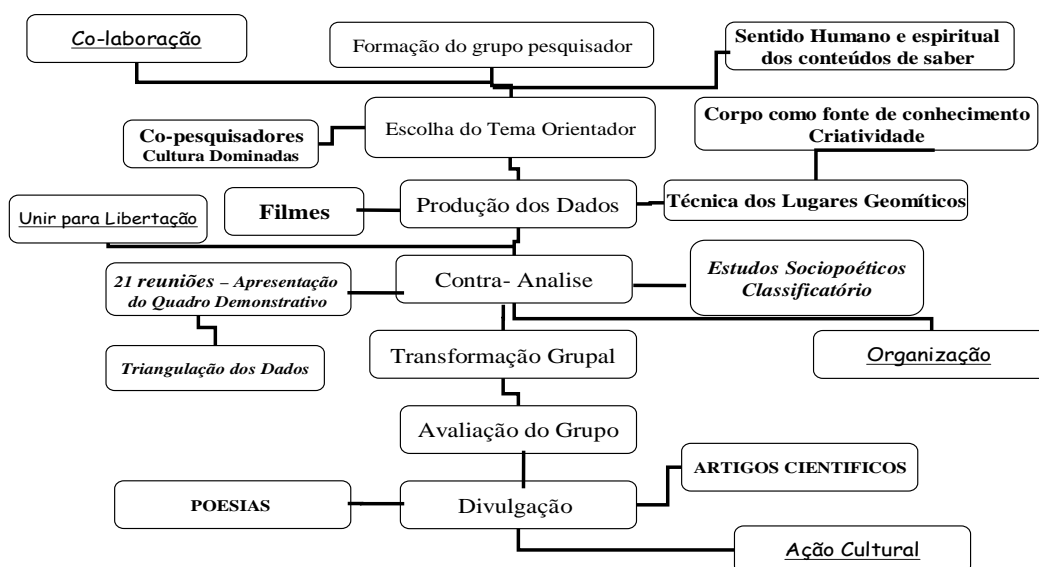 Co-laboração
Formação do grupo pesquisador
Sentido Humano e espiritual
dos conteúdos de saber
Escolha do Tema Orientador
Corpo como fonte de conhecimento
Criatividade
Co-pesquisadores
Cultura Dominadas
Filmes
Produção dos Dados
Técnica dos Lugares Geomíticos
Unir para Libertação
21 reuniões – Apresentação
do Quadro Demonstrativo
Contra- Analise
Estudos Sociopoéticos
Classificatório
Triangulação dos Dados
Transformação Grupal
Organização
Avaliação do Grupo
ARTIGOS CIENTIFICOS
POESIAS
Divulgação
Ação Cultural